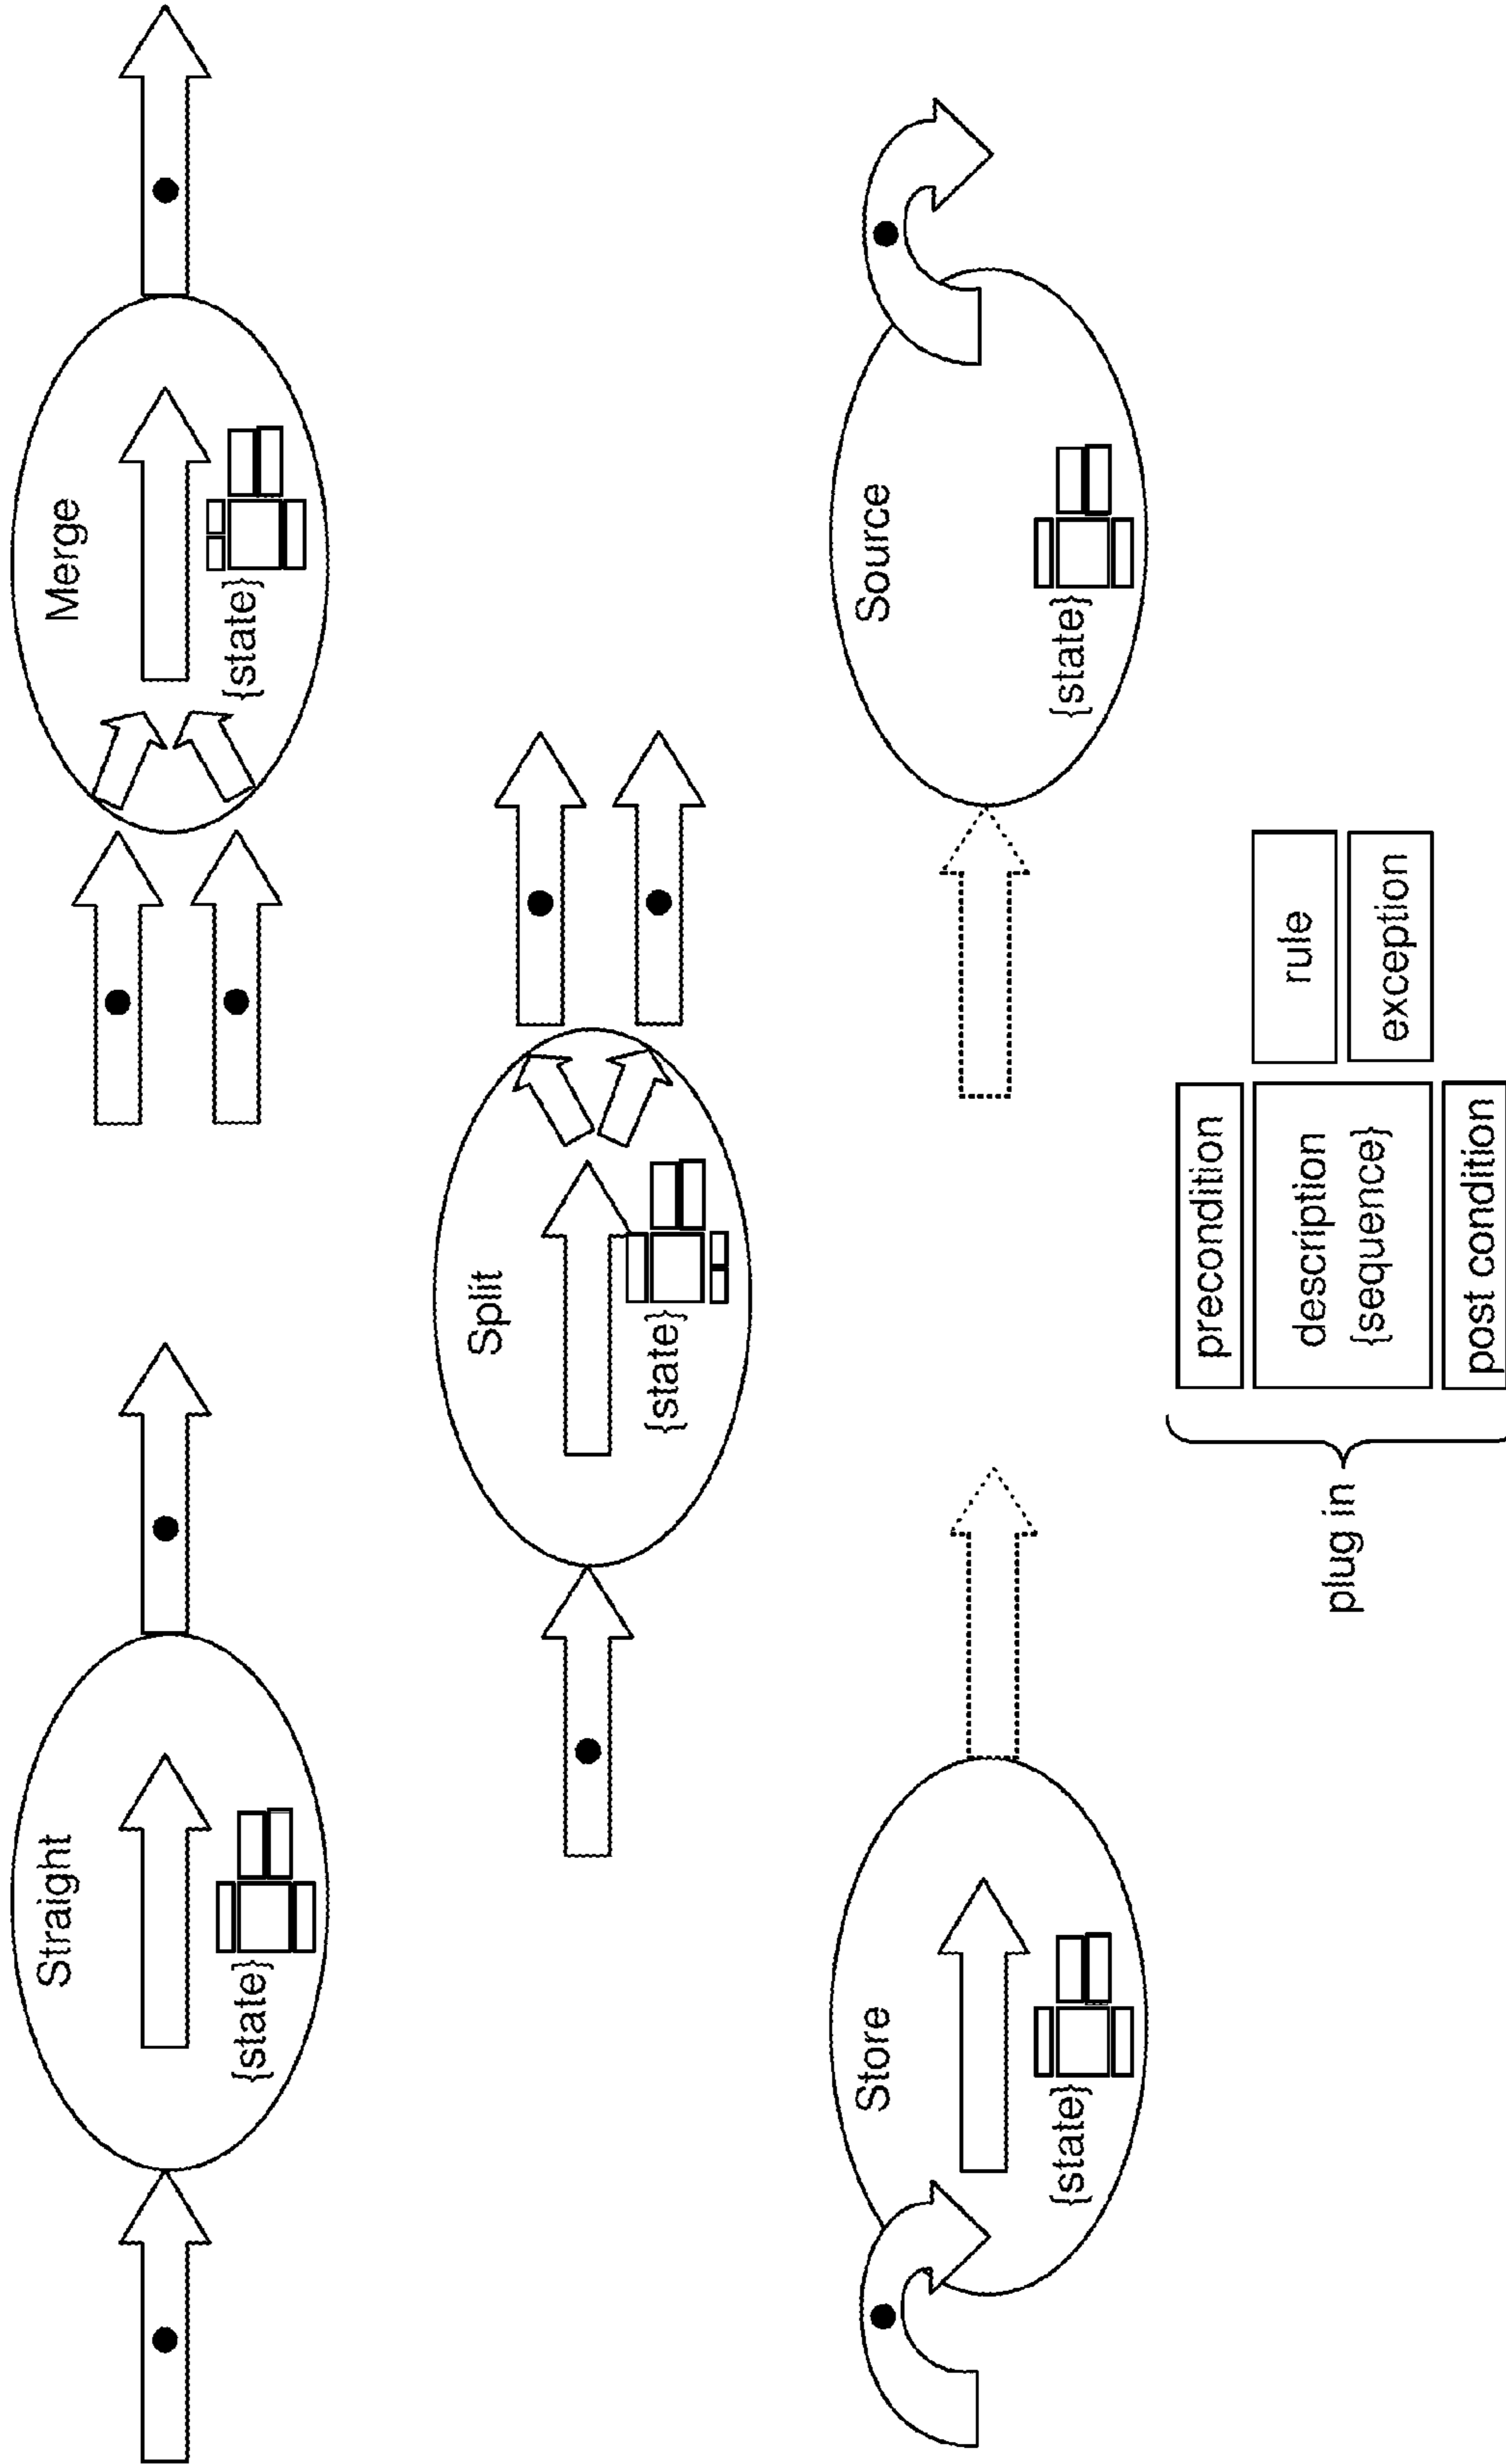 Straight
{state}
Merge
{state}
Split
{state}
Store
{state}
Source
{state}
plug in
precondition
description
{sequence}
post condition
rule
exception